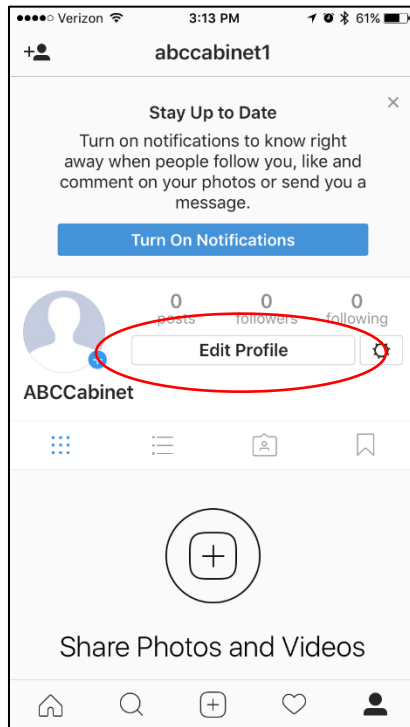 Verizon 3:13 PM 61%
abccabinet1
Stay Up to Date
Turn on notifications to know right
away when people follow you, like and
comment on your photos or send you a
message.
Turn On Notifications
0 0 0
posts followers following
Edit Profile
ABCCabinet
Share Photos and Videos